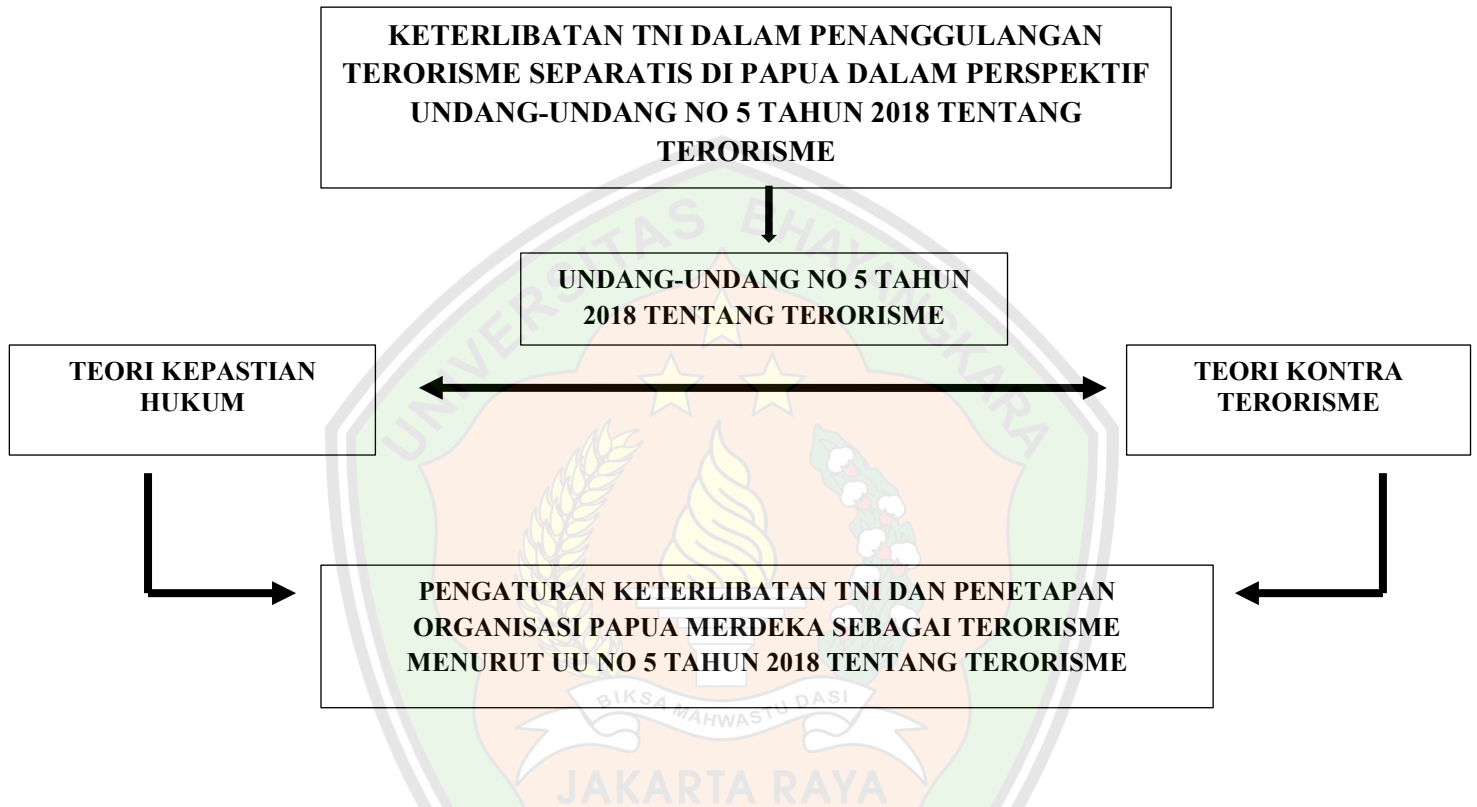 KETERLIBATAN TNI DALAM PENANGGULANGAN
TERORISME SEPARATIS DI PAPUA DALAM PERSPEKTIF
UNDANG-UNDANG NO 5 TAHUN 2018 TENTANG
TERORISME
UNDANG-UNDANG NO 5 TAHUN
2018 TENTANG TERORISME
TEORI KEPASTIAN
HUKUM
TEORI KONTRA
TERORISME
PENGATURAN KETERLIBATAN TNI DAN PENETAPAN
ORGANISASI PAPUA MERDEKA SEBAGAI TERORISME
MENURUT UU NO 5 TAHUN 2018 TENTANG TERORISME
UNIVERSITAS BHAYANGKARA
BIKSA MAHWASTU DASI
JAKARTA RAYA